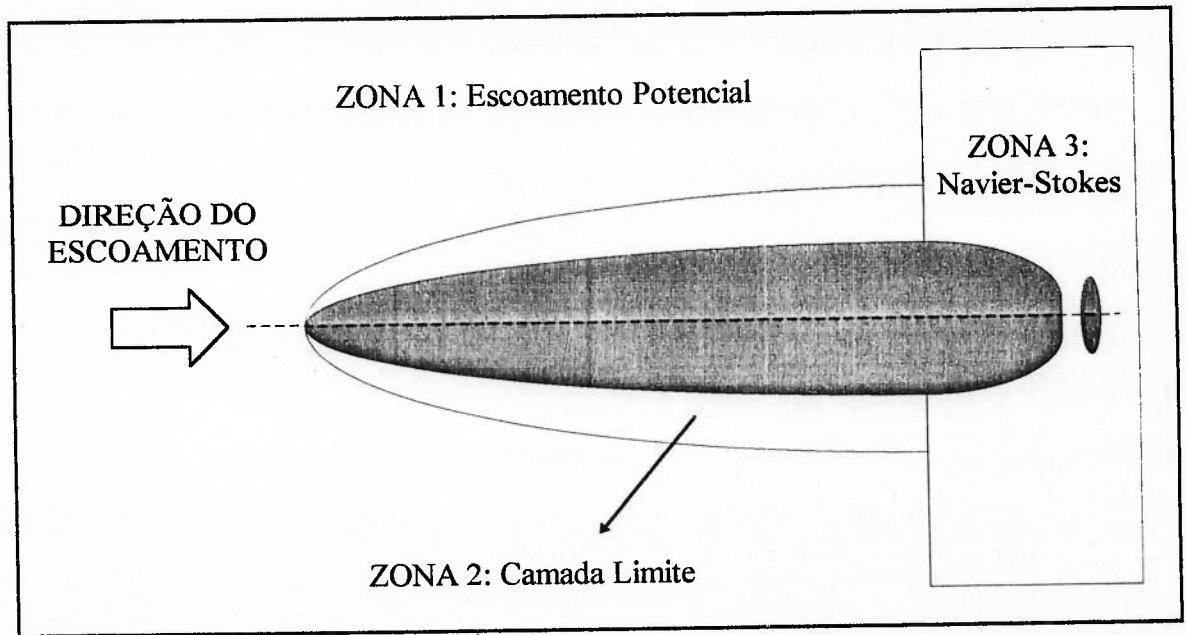 ZONA 1: Escoamento Potencial
ZONA 3:
Navier-Stokes
DIREÇÃO DO
ESCOAMENTO
ZONA 2: Camada Limite